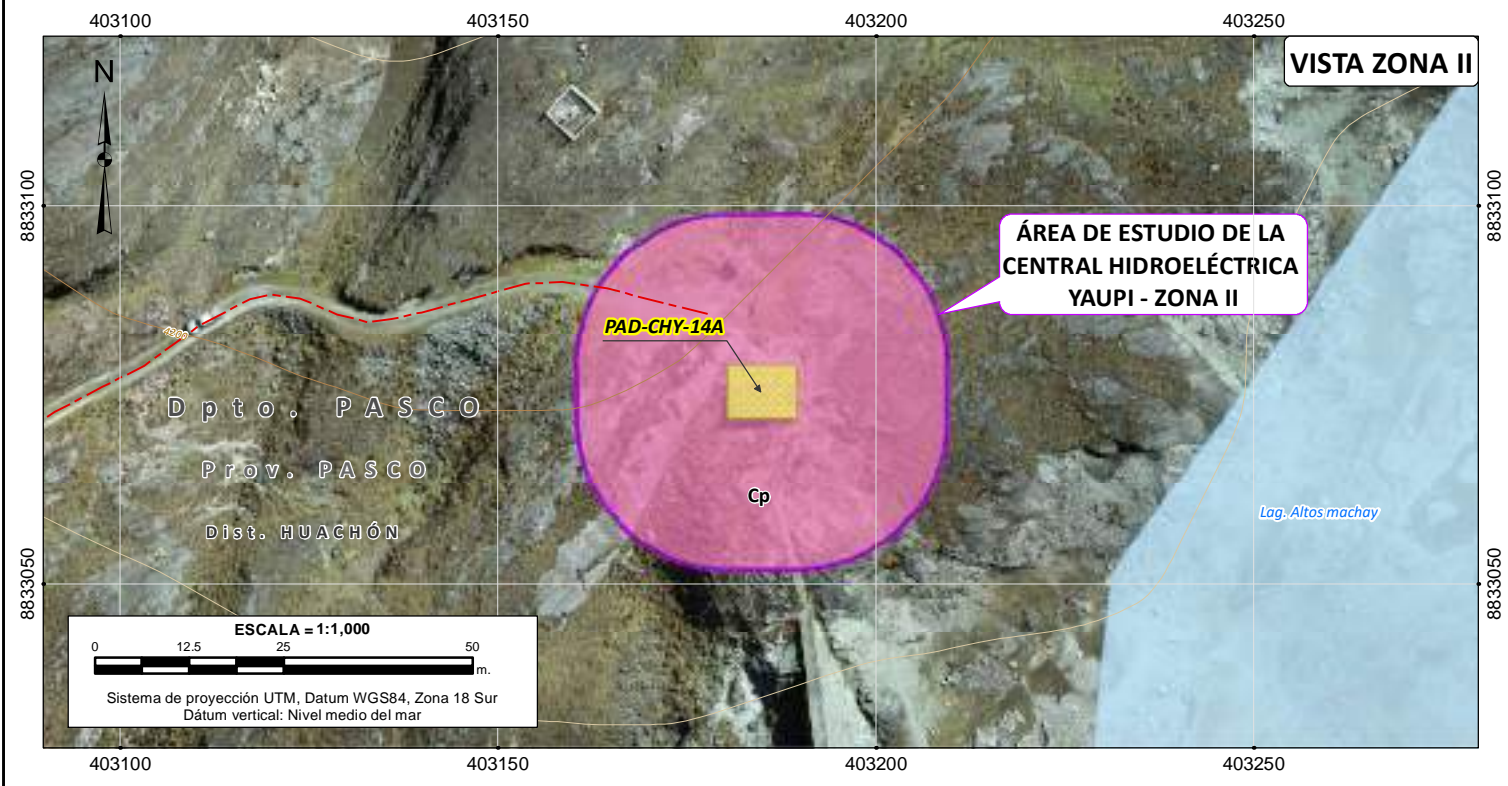 403100
403150
403200
403250
VISTA ZONA II
N
8833100
8833100
ÁREA DE ESTUDIO DE LA
CENTRAL HIDROELÉCTRICA
YAUPI - ZONA II
PAD-CHY-14A
4200
Dpto. PASCO
Prov. PASCO
Cp
Dist. HUACHÓN
Lag. Altos machay
8833050
8833050
ESCALA = 1:1,000
0 12.5 25 50
m.
Sistema de proyección UTM, Datum WGS84, Zona 18 Sur
Dátum vertical: Nivel medio del mar
403100
403150
403200
403250